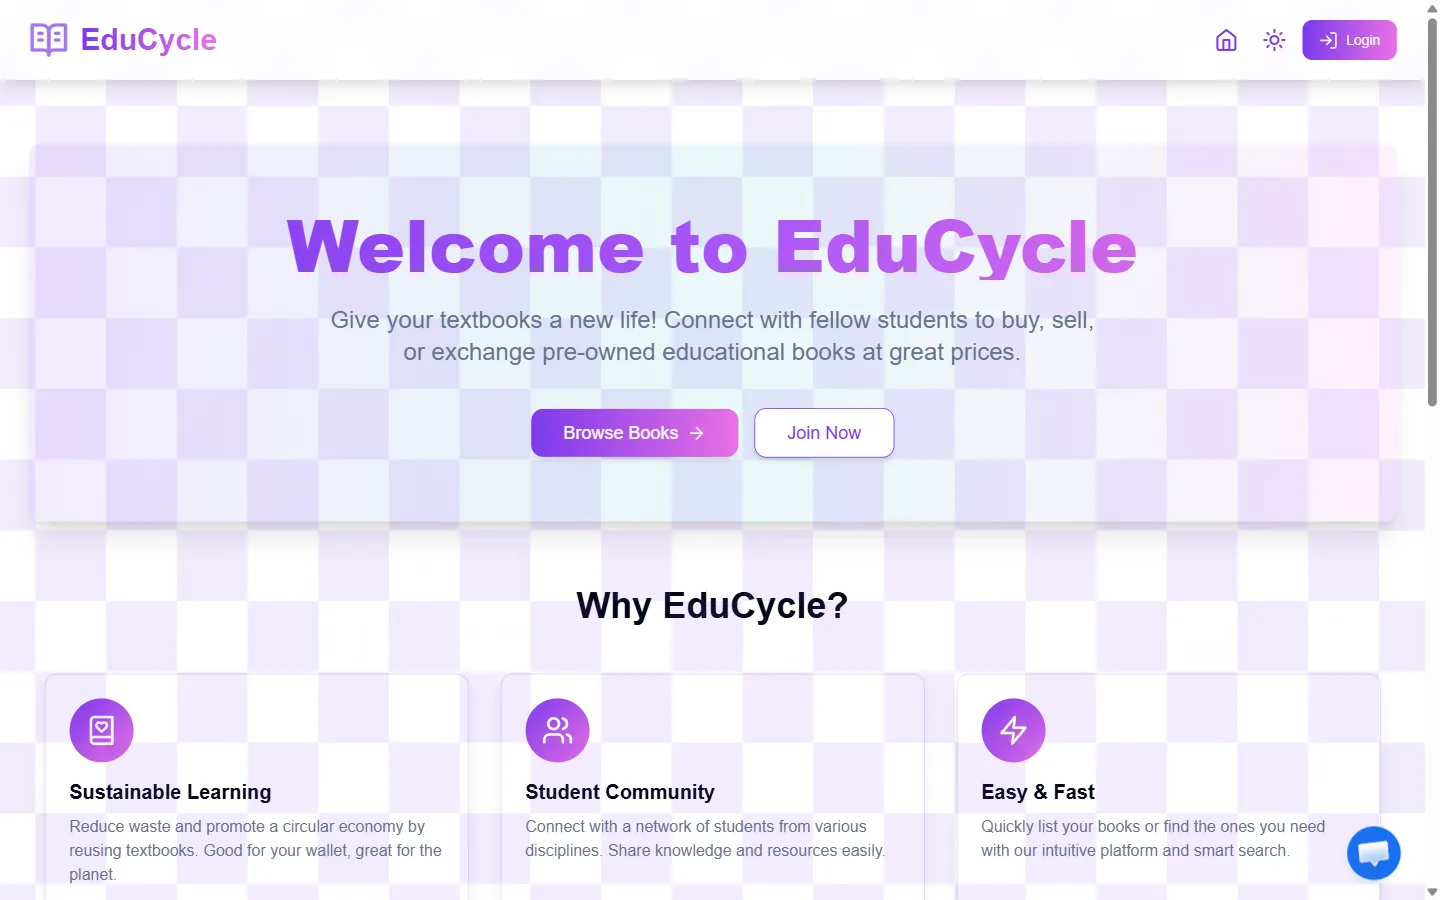 EduCycle
Login
Welcome to EduCycle
Give your textbooks a new life! Connect with fellow students to buy, sell,
or exchange pre-owned educational books at great prices.
Browse Books
Join Now
Why EduCycle?
Sustainable Learning
Reduce waste and promote a circular economy by
reusing textbooks. Good for your wallet, great for the
planet.
Student Community
Connect with a network of students from various
disciplines. Share knowledge and resources easily.
Easy & Fast
Quickly list your books or find the ones you need
with our intuitive platform and smart search.